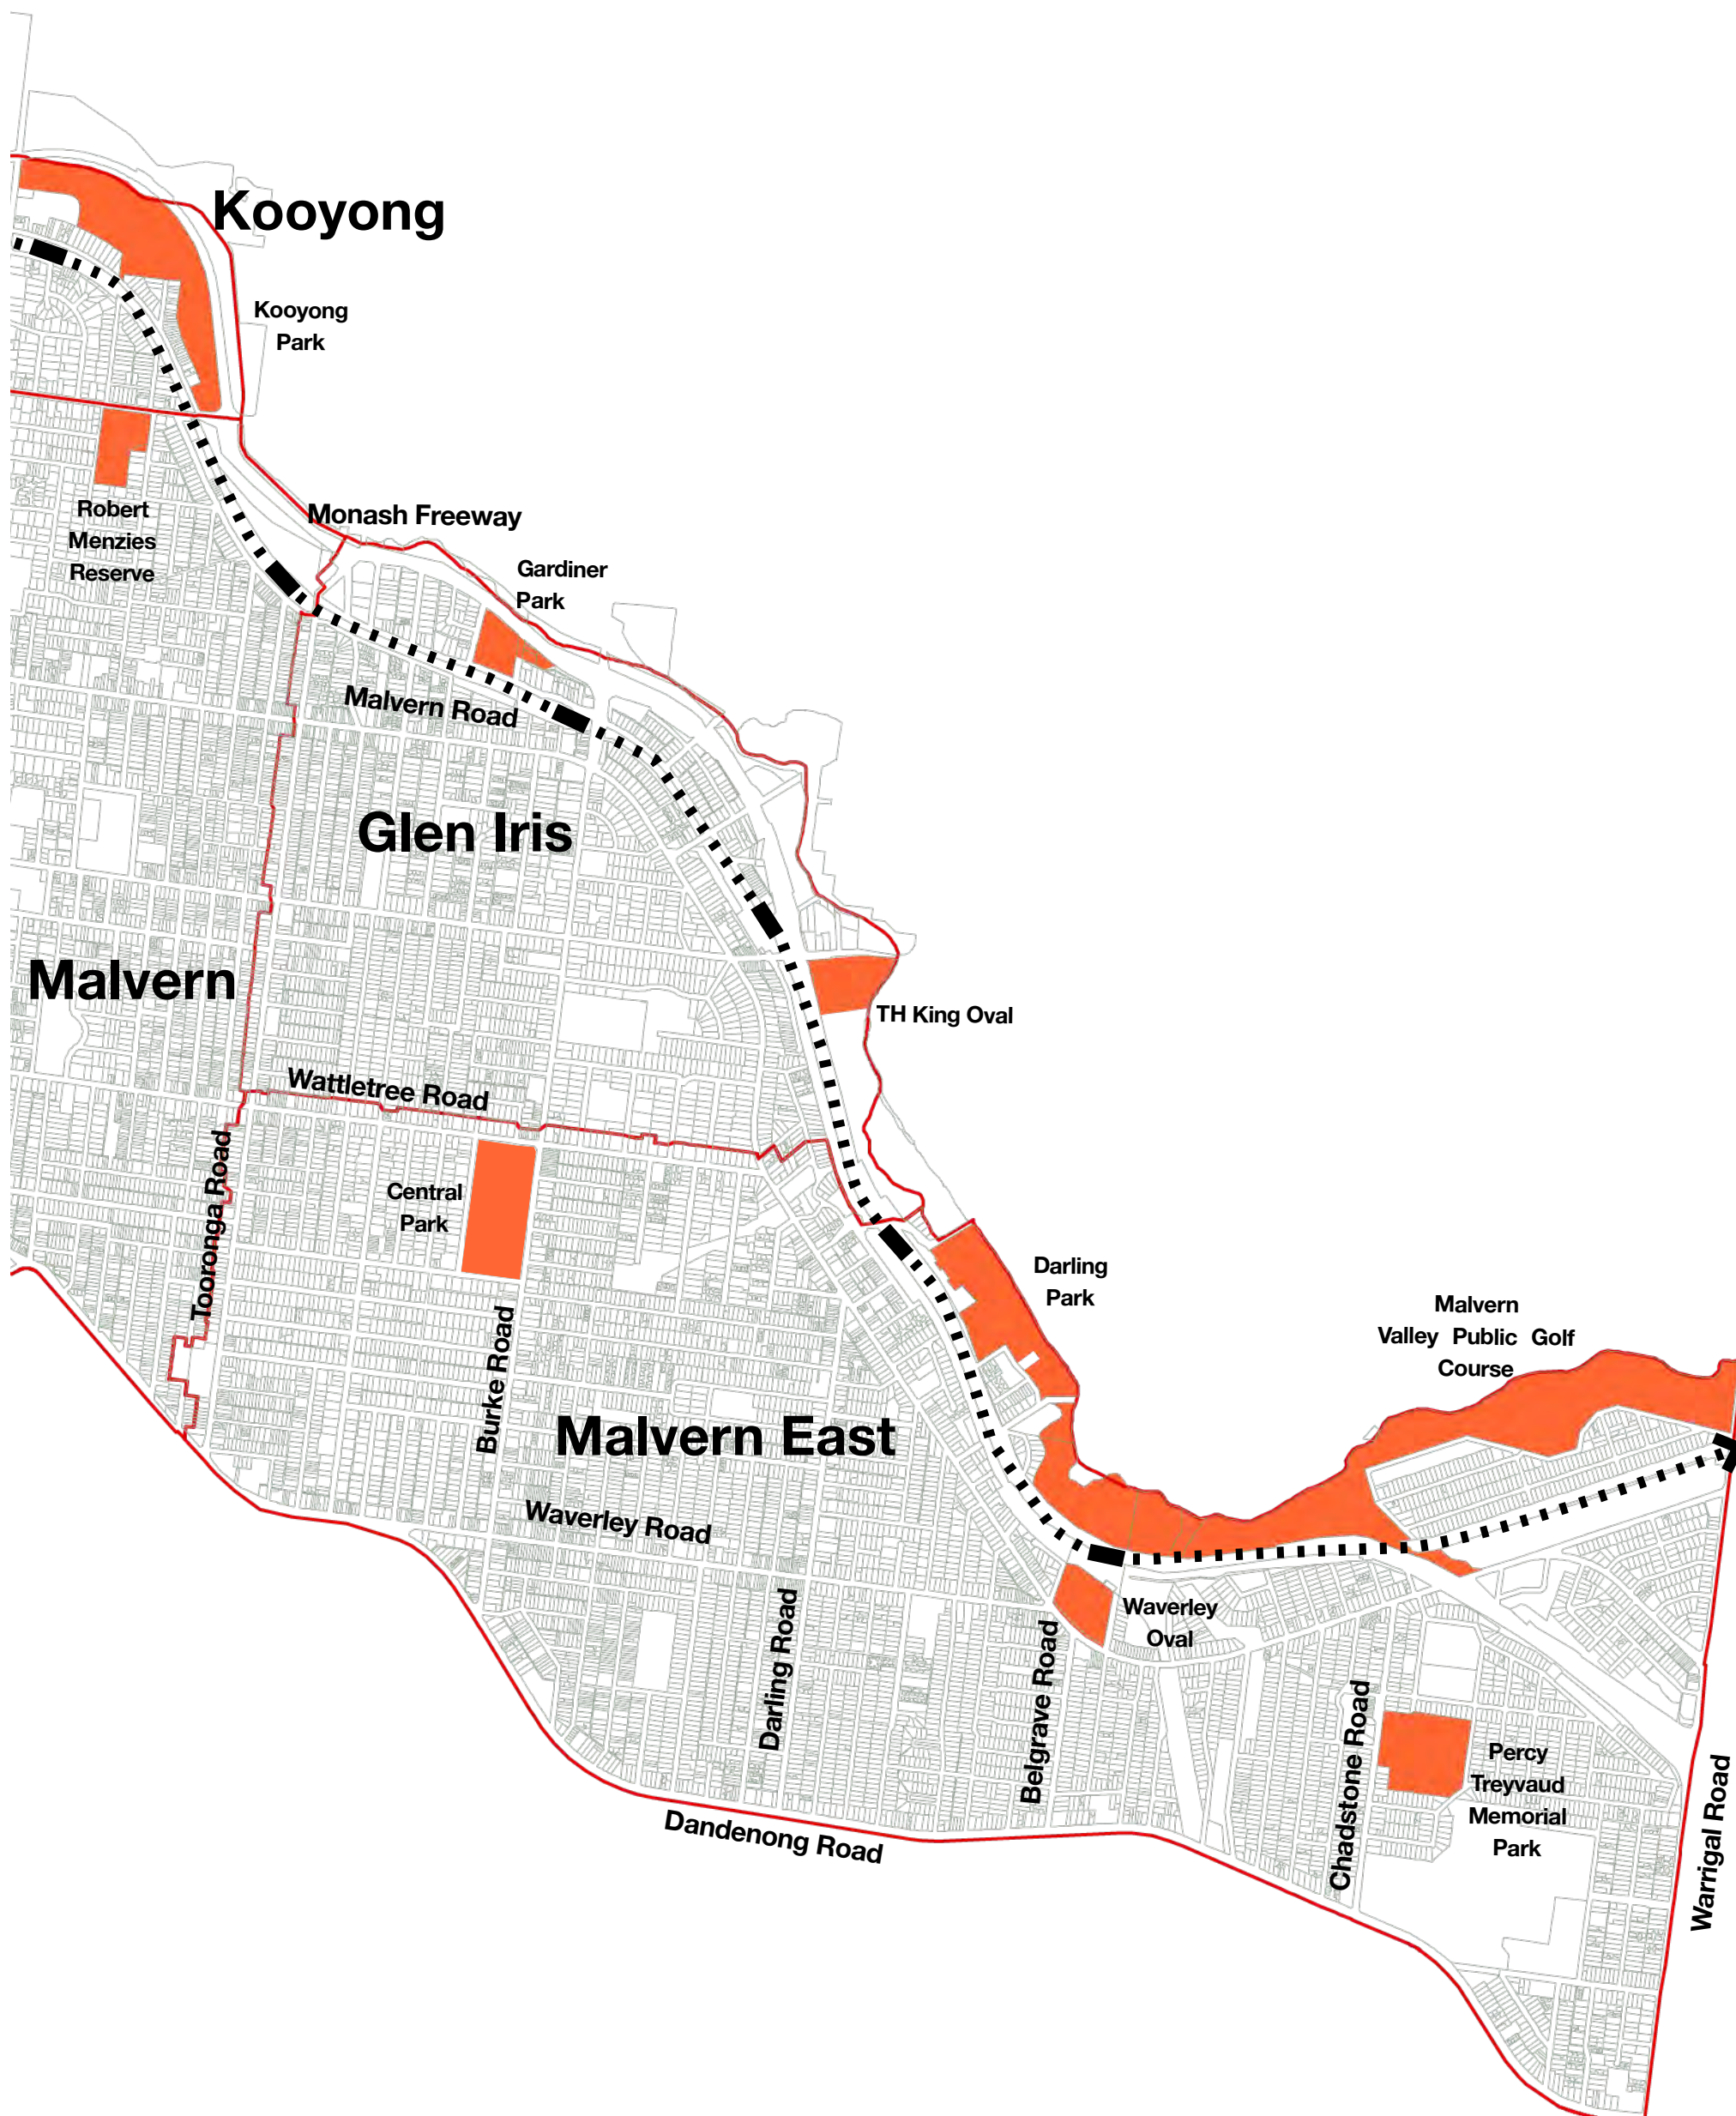 Kooyong
Kooyong
Park
Robert
Menzies
Reserve
Monash Freeway
Gardiner
Park
Malvern Road
Glen Iris
Malvern
TH King Oval
Wattletree Road
Tooronga Road
Central
Park
Darling
Park
Malvern
Valley Public Golf
Course
Burke Road
Malvern East
Waverley Road
Darling Road
Belgrave Road
Waverley
Oval
Chadstone Road
Percy
Treyvaud
Memorial
Park
Warrigal Road
Dandenong Road